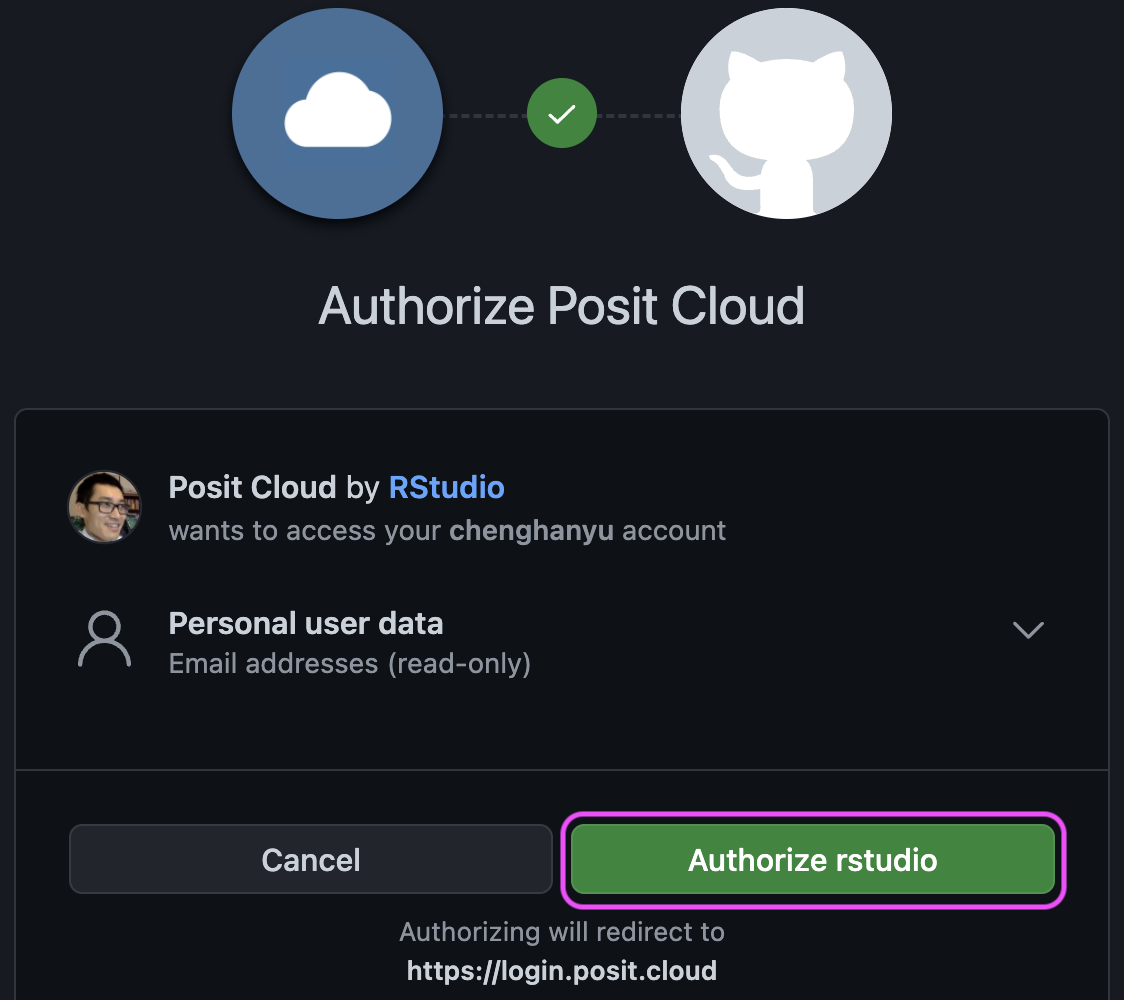 Authorize Posit Cloud
Posit Cloud by RStudio
wants to access your chenghanyu account
Personal user data
Email addresses (read-only)
Cancel
Authorize rstudio
Authorizing will redirect to
https://login.posit.cloud